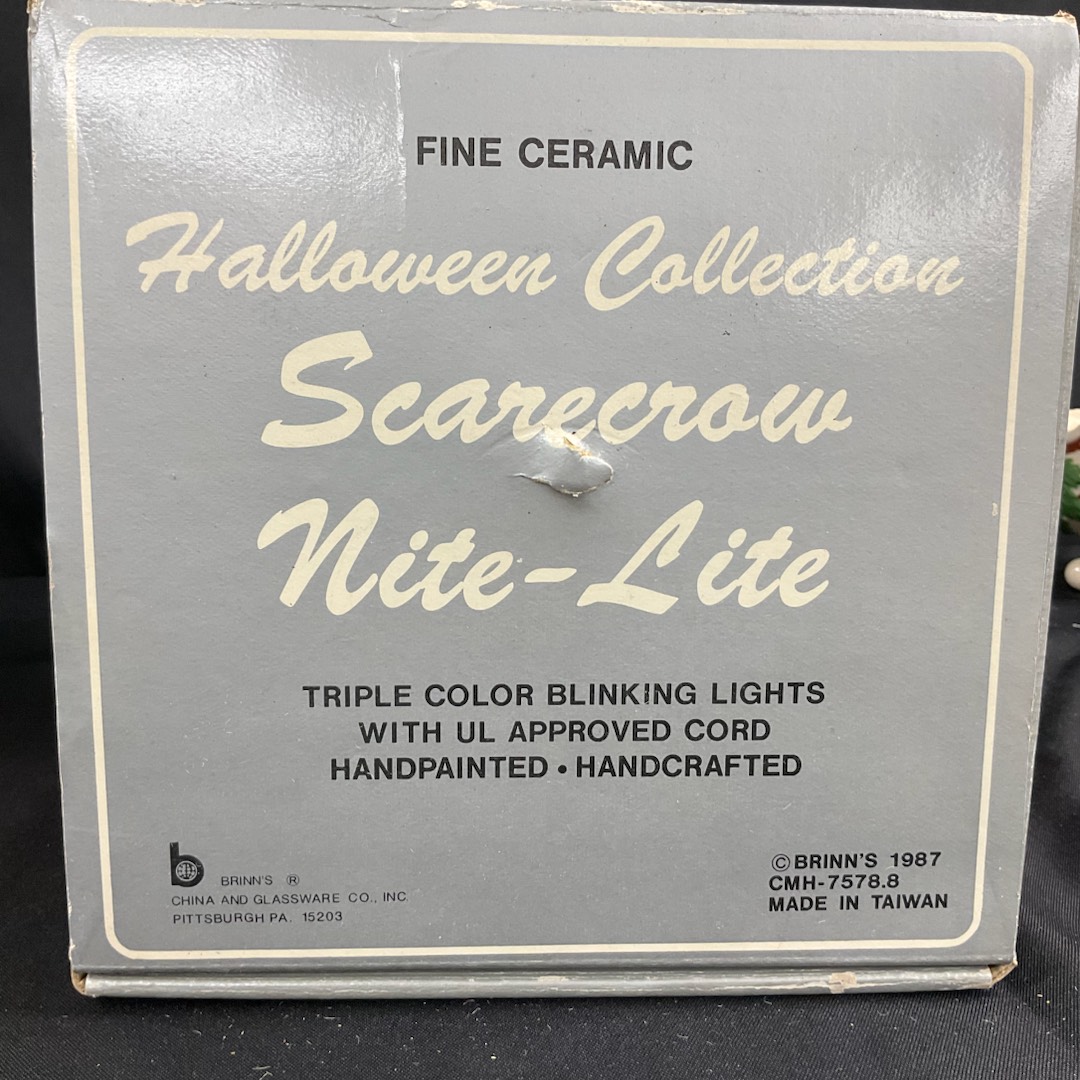 FINE CERAMIC
Halloween Collection
Scarecrow
Nite-Lite
TRIPLE COLOR BLINKING LIGHTS
WITH UL APPROVED CORD
HANDPAINTED • HANDCRAFTED
b
BRINN'S ®
CHINA AND GLASSWARE CO., INC.
PITTSBURGH PA. 15203
©BRINN'S 1987
CMH-7578.8
MADE IN TAIWAN